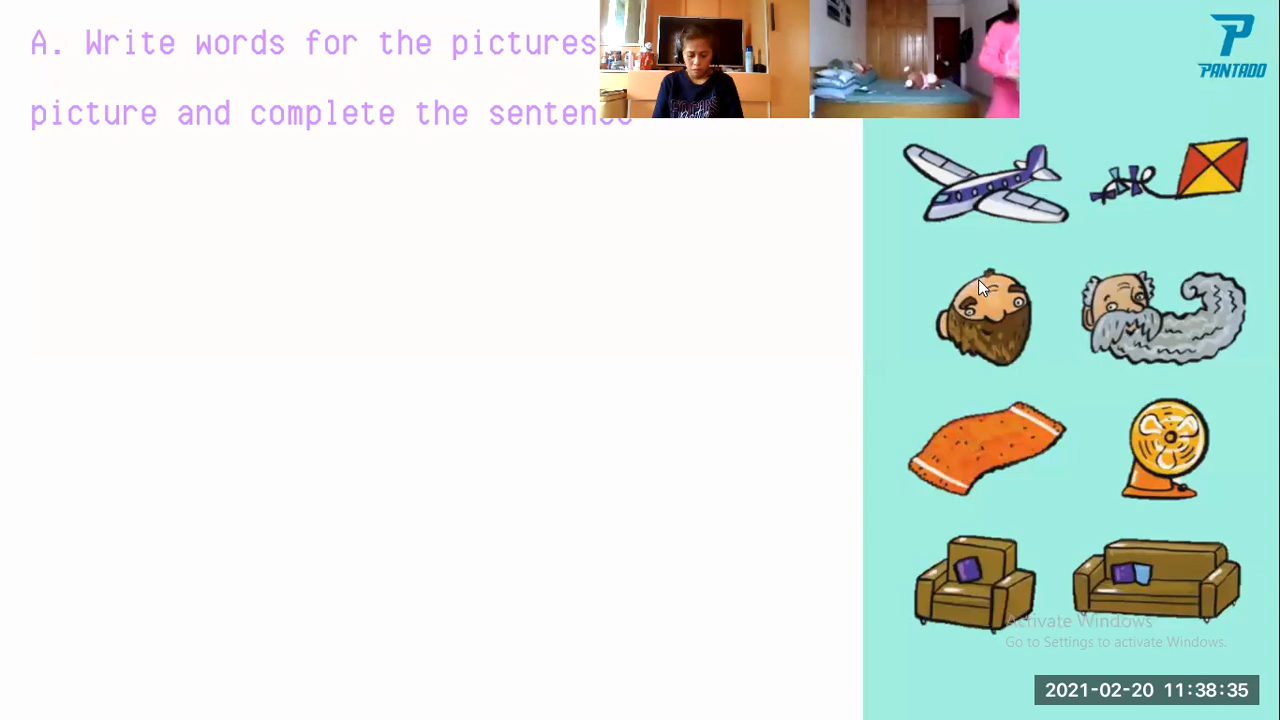 A. Write words for the pictures
picture and complete the sentence
PANTADO
Activate Windows
Go to Settings to activate Windows.
2021-02-20 11:38:35